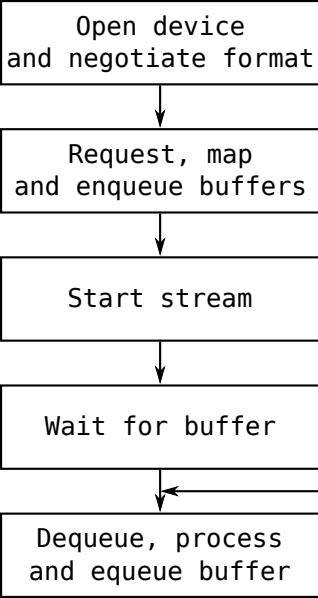 Open device
and negotiate format
Request, map
and enqueue buffers
Start stream
Wait for buffer
Dequeue, process
and equeue buffer